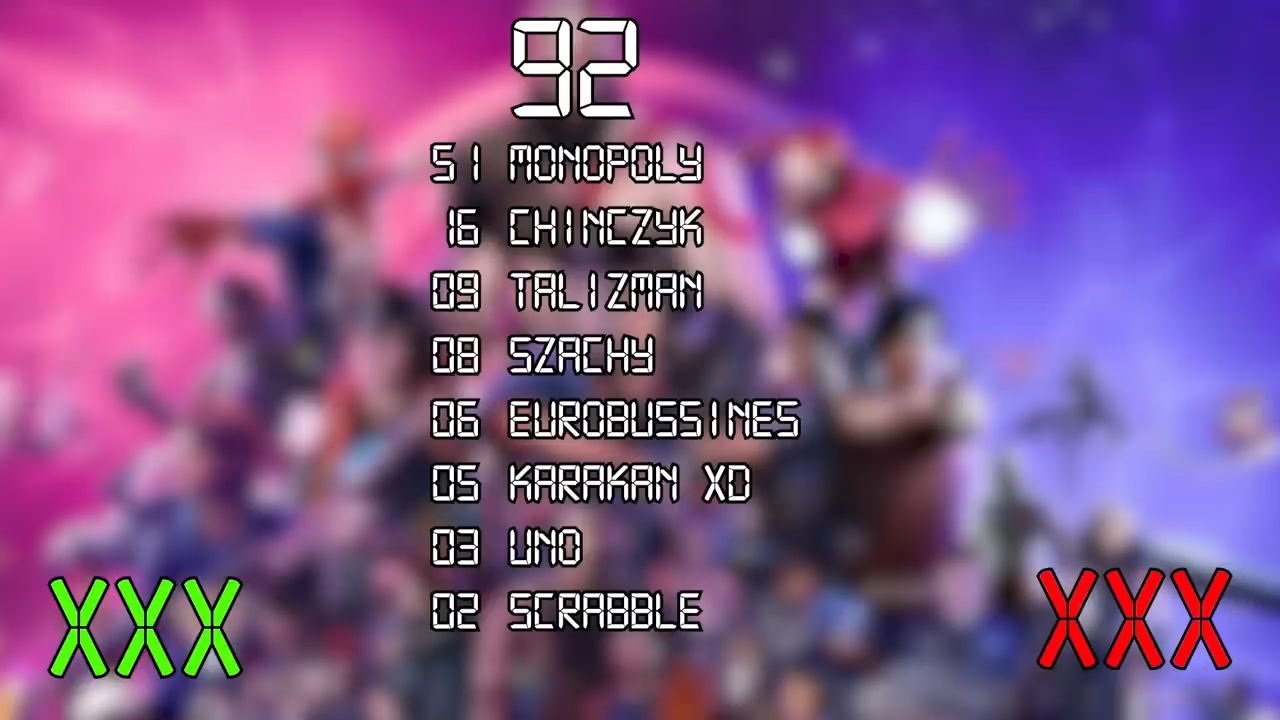 92
51 MONOPOLY
16 CHINCZYK
09 TALIZMAN
08 SZACHY
06 EUROBUSSINES
05 KARAKAN XD
03 UNO
02 SCRABBLE
XXX XXX